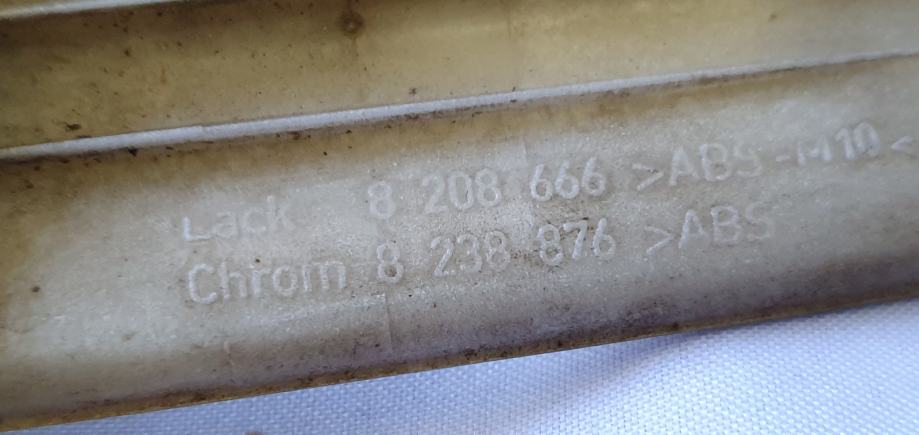 Lack 8 208 666 >ABS-M10<
Chrom 8 238 876 >ABS